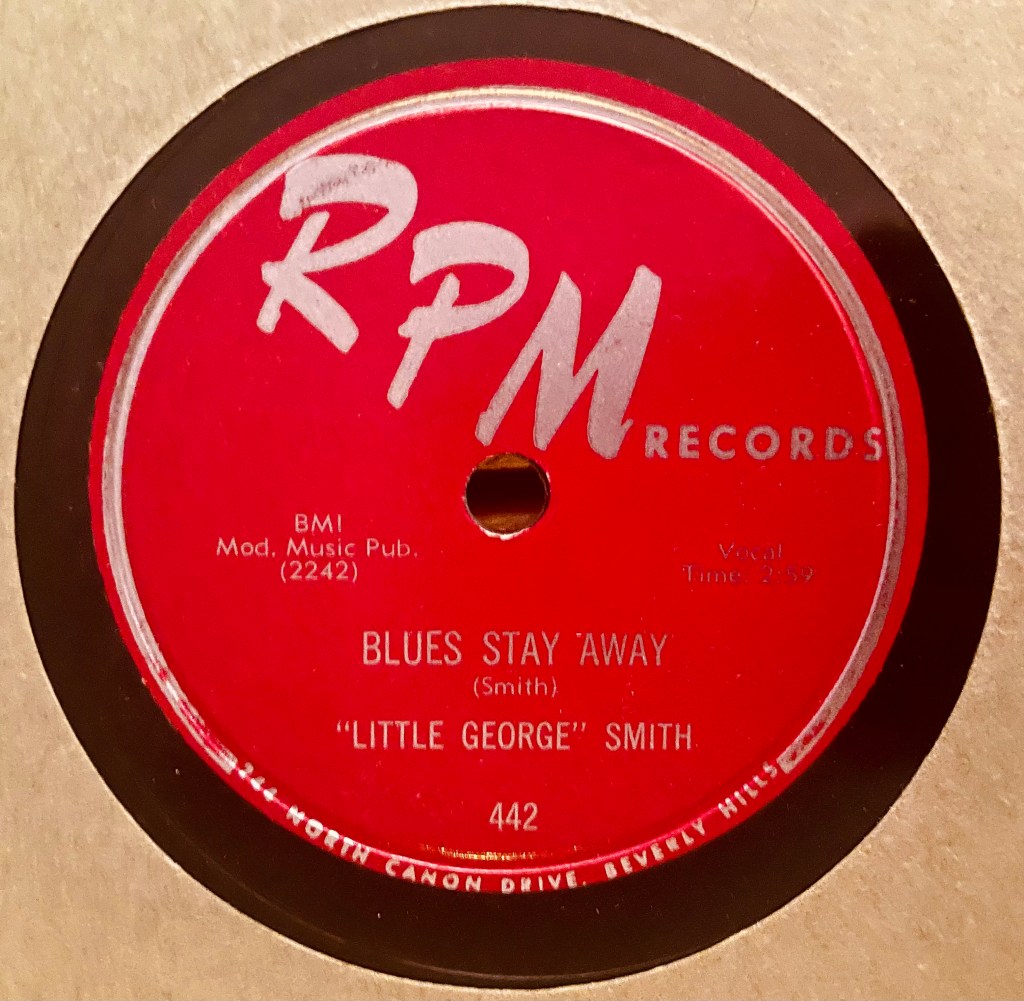 RPM RECORDS
BMI
Mod. Music Pub.
(2242)
Vocal
Time: 2:59
BLUES STAY AWAY
(Smith)
"LITTLE GEORGE" SMITH
442
244 NORTH CANON DRIVE, BEVERLY HILLS